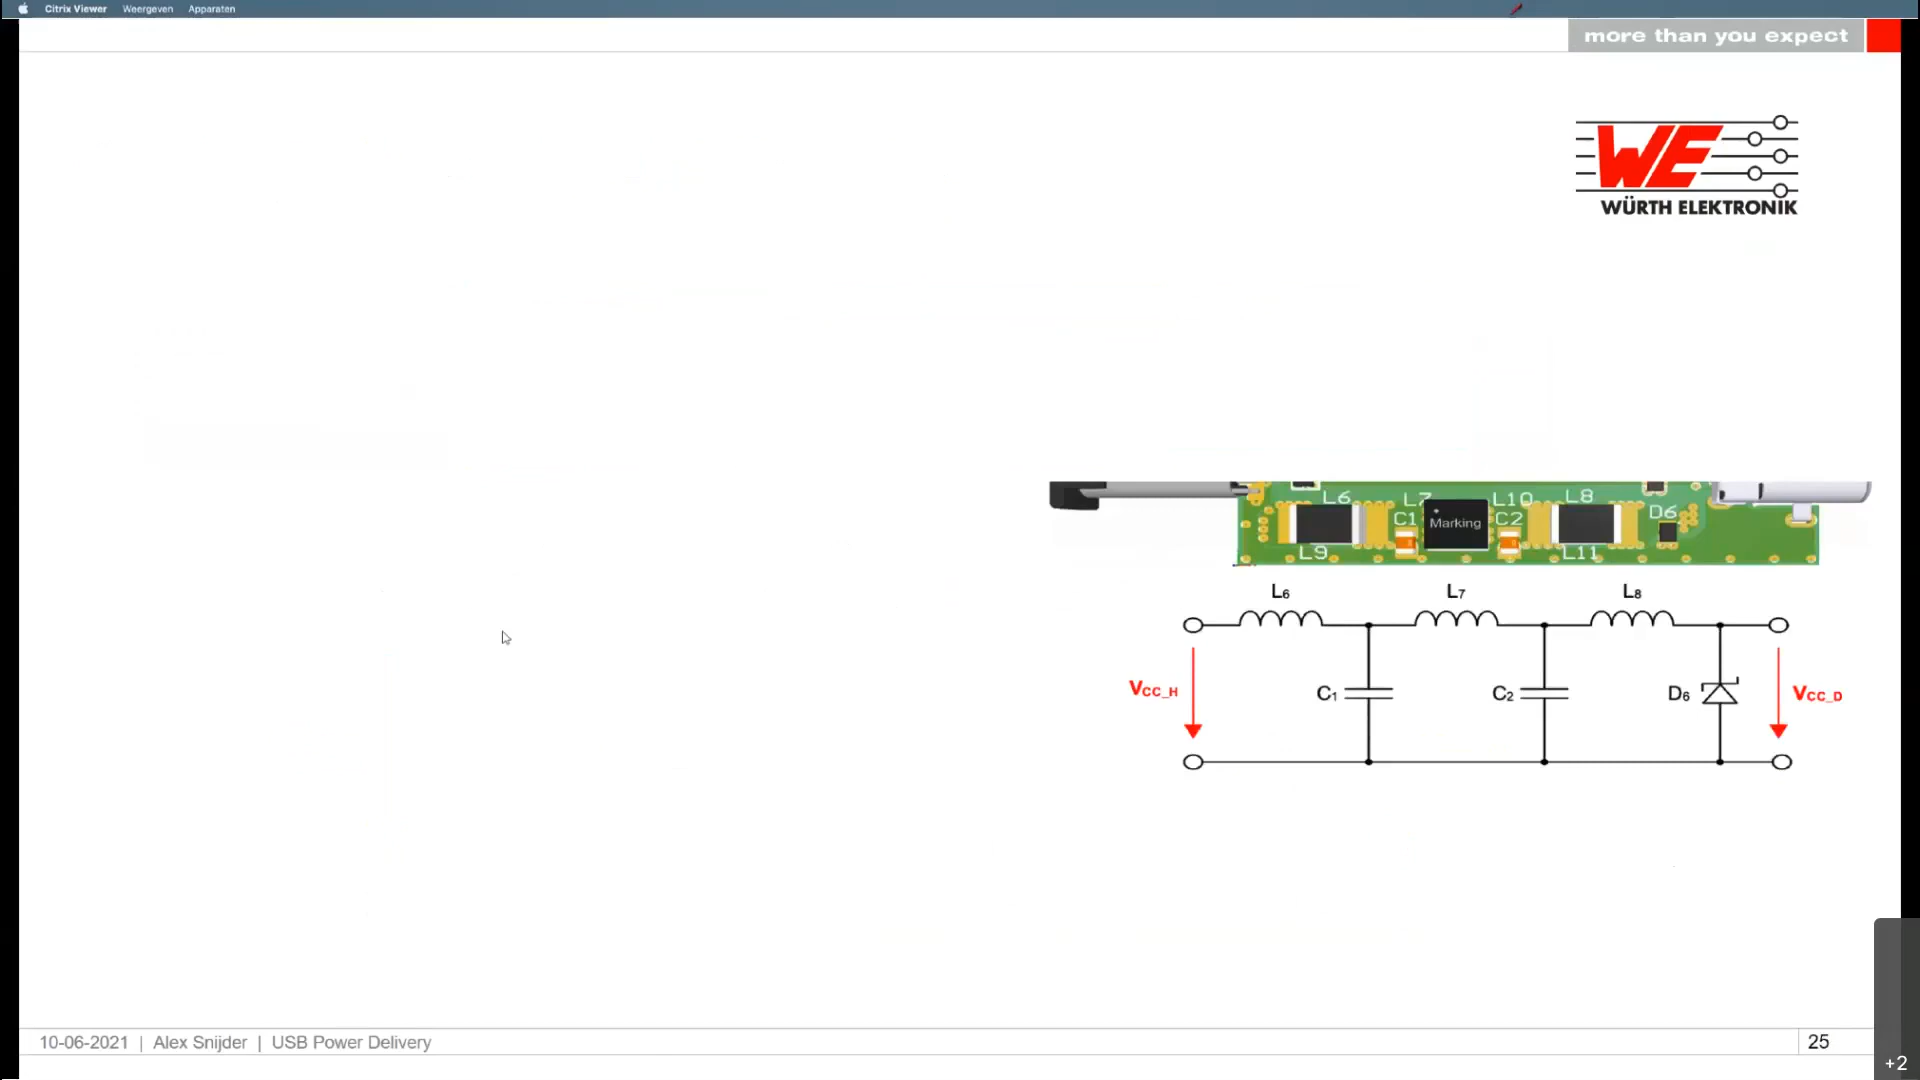 Citrix Viewer Weergeven Apparaten
more than you expect
WE
WÜRTH ELEKTRONIK
L6 L7 L10 L8
C1 Marking C2 D6
L9 L11
L6 L7 L8
VCC_H C1 C2 D6 VCC_D
10-06-2021 | Alex Snijder | USB Power Delivery 25
+2